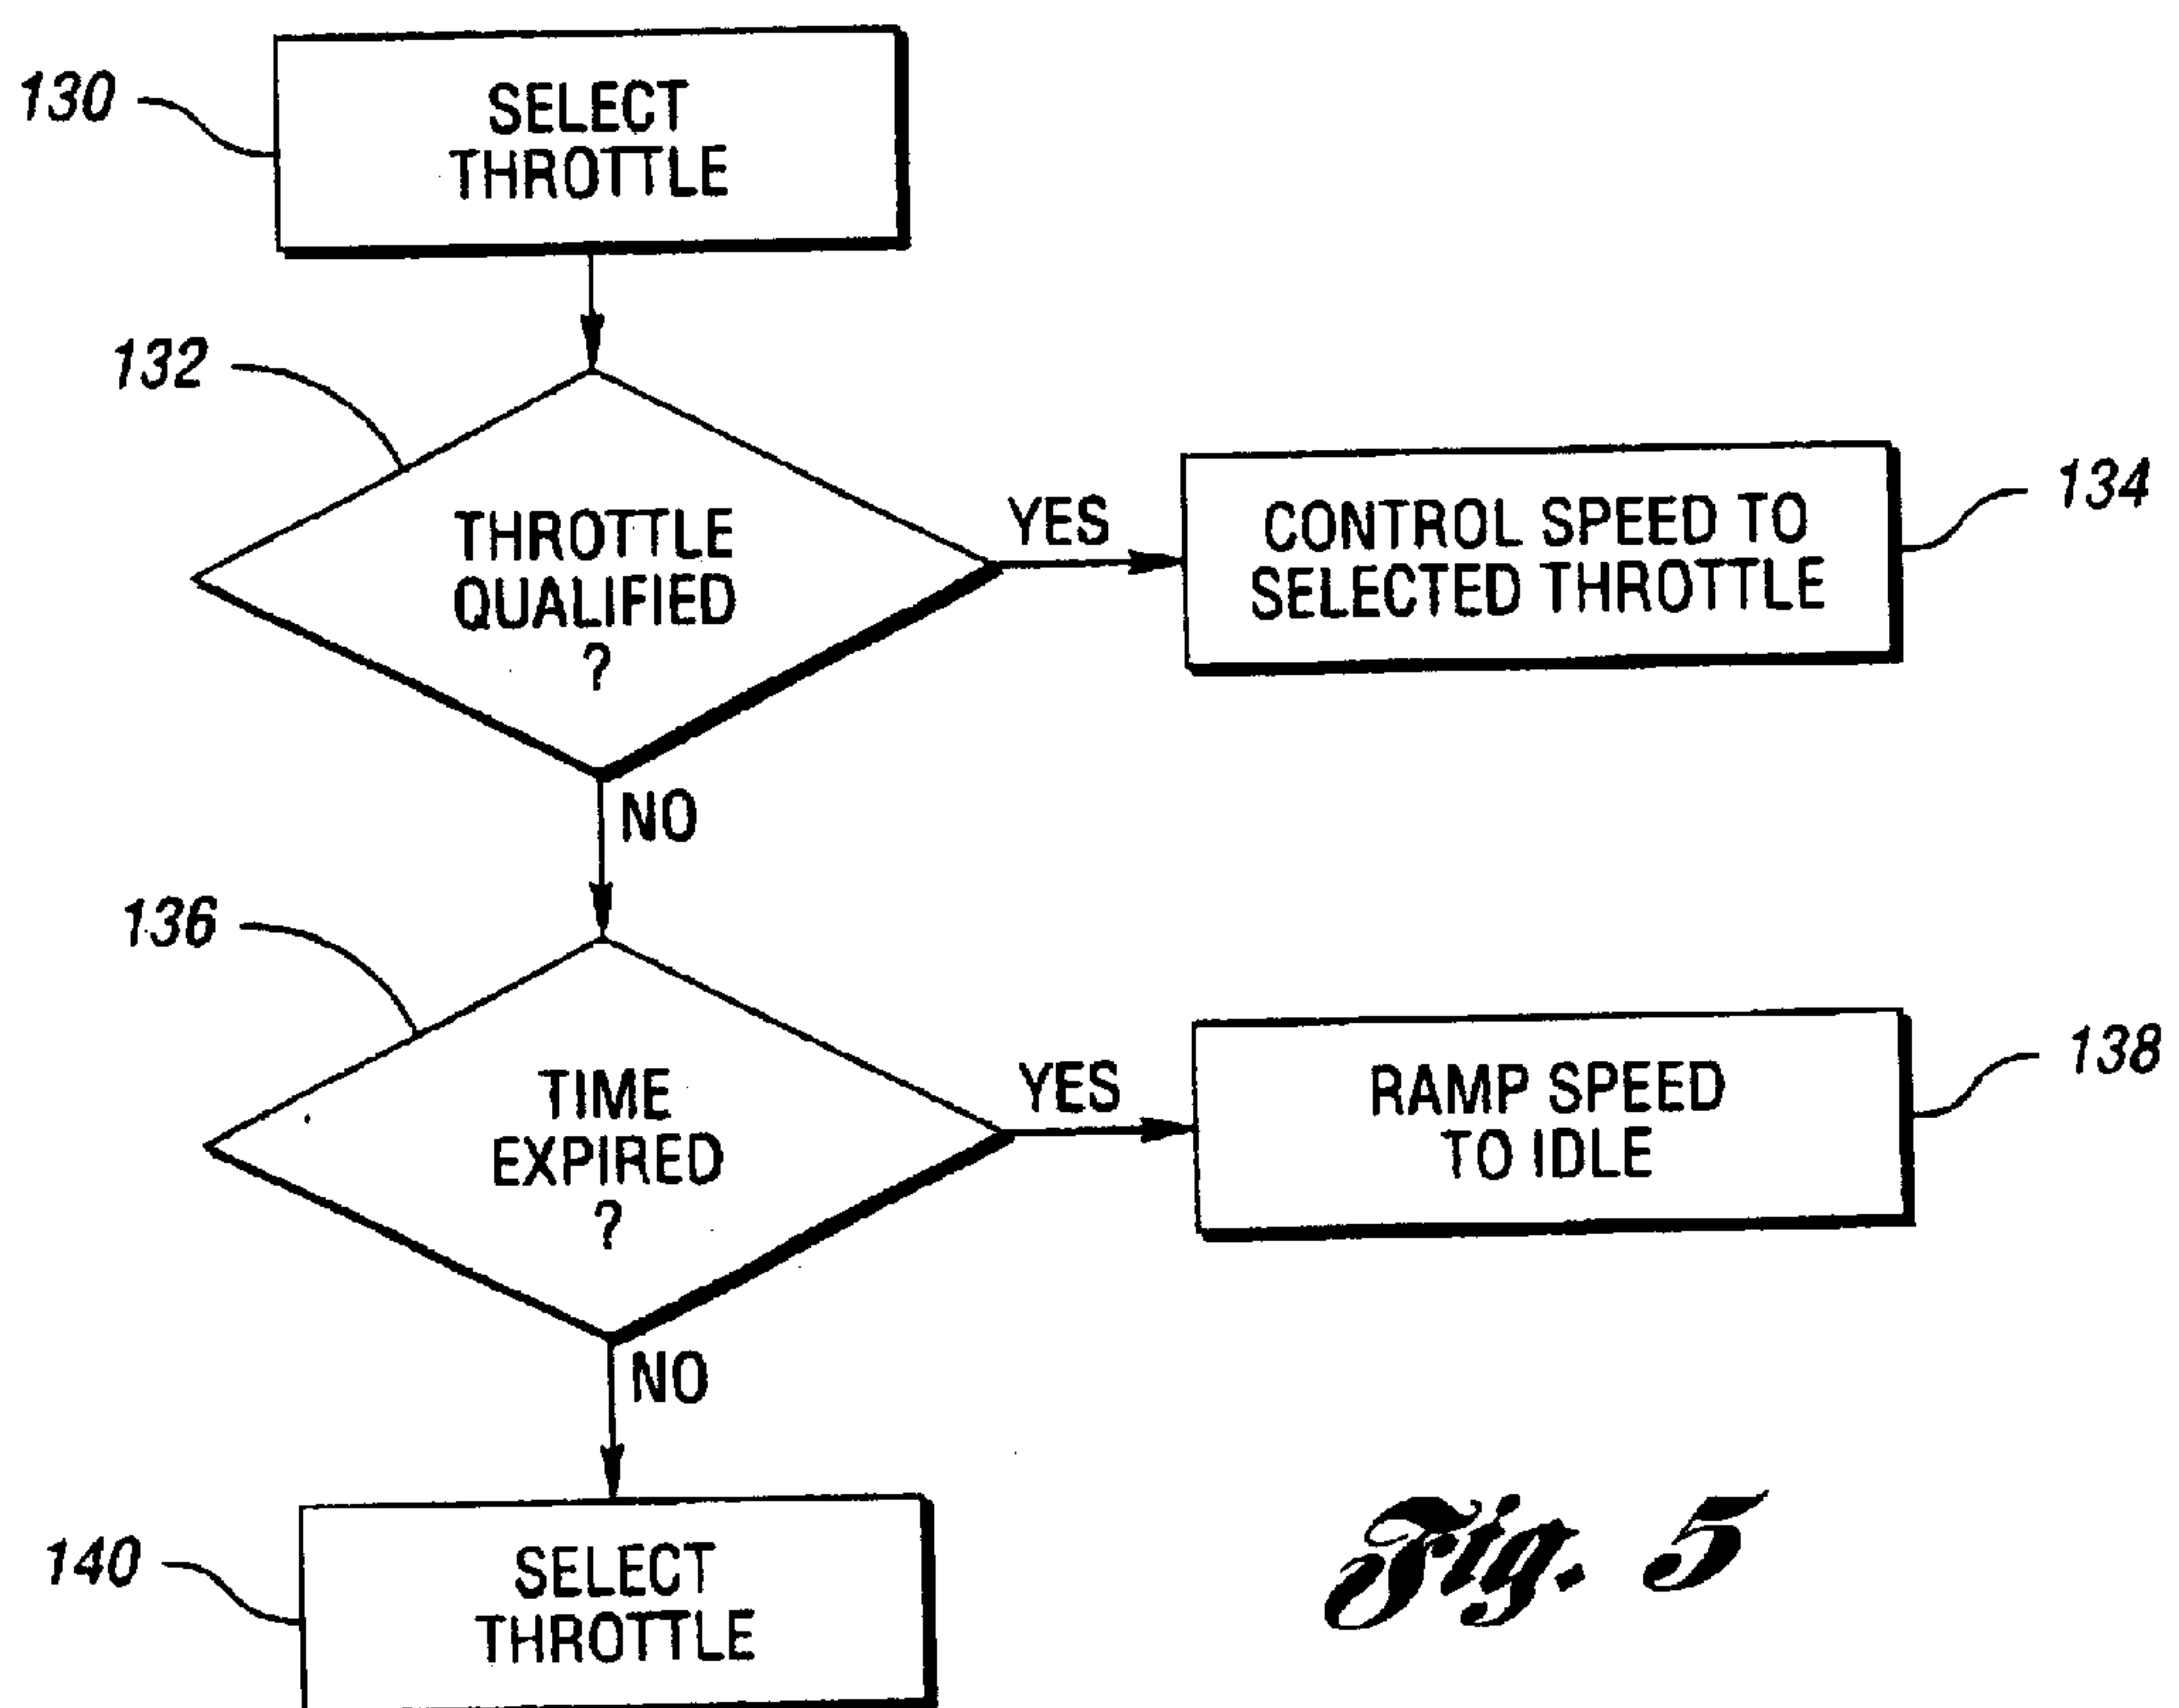 130
SELECT
THROTTLE
132
THROTTLE
QUALIFIED
?
YES
CONTROL SPEED TO
SELECTED THROTTLE
134
NO
136
TIME
EXPIRED
?
YES
RAMP SPEED
TO IDLE
138
NO
140
SELECT
THROTTLE
Fig. 5